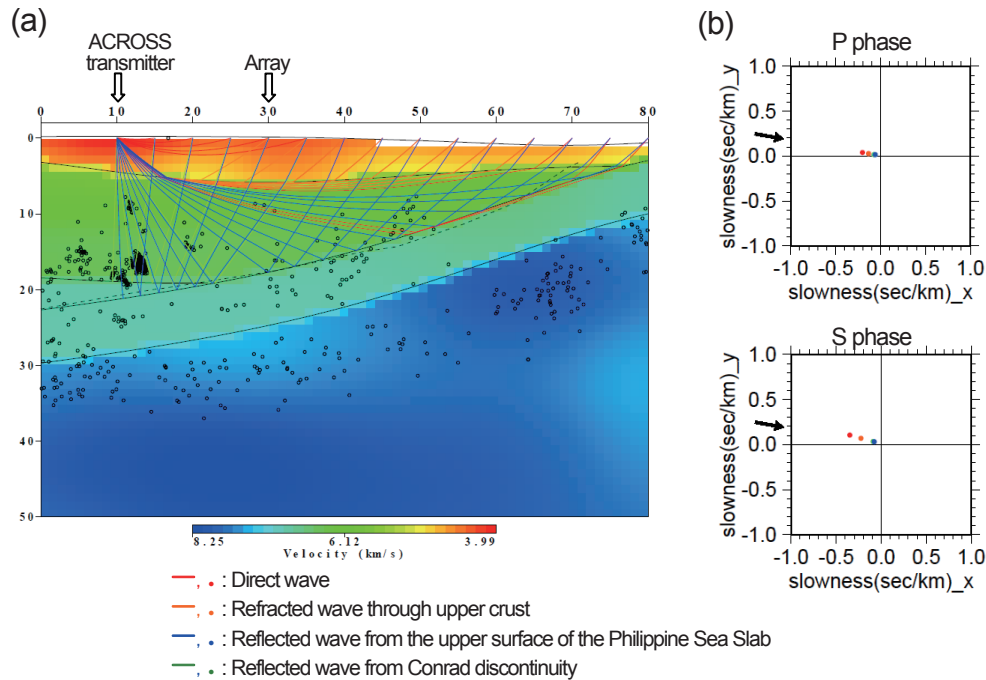 (a)
ACROSS
transmitter
Array
0 10 20 30 40 50 60 70 80
0
10
20
30
40
50
8.25 6.12 3.99
Velocity (km/s)
, : Direct wave
, : Refracted wave through upper crust
, : Reflected wave from the upper surface of the Philippine Sea Slab
, : Reflected wave from Conrad discontinuity
(b)
P phase
slowness(sec/km)_y
1.0
0.5
0.0
-0.5
-1.0
-1.0 -0.5 0.0 0.5 1.0
slowness(sec/km)_x
S phase
slowness(sec/km)_y
1.0
0.5
0.0
-0.5
-1.0
-1.0 -0.5 0.0 0.5 1.0
slowness(sec/km)_x